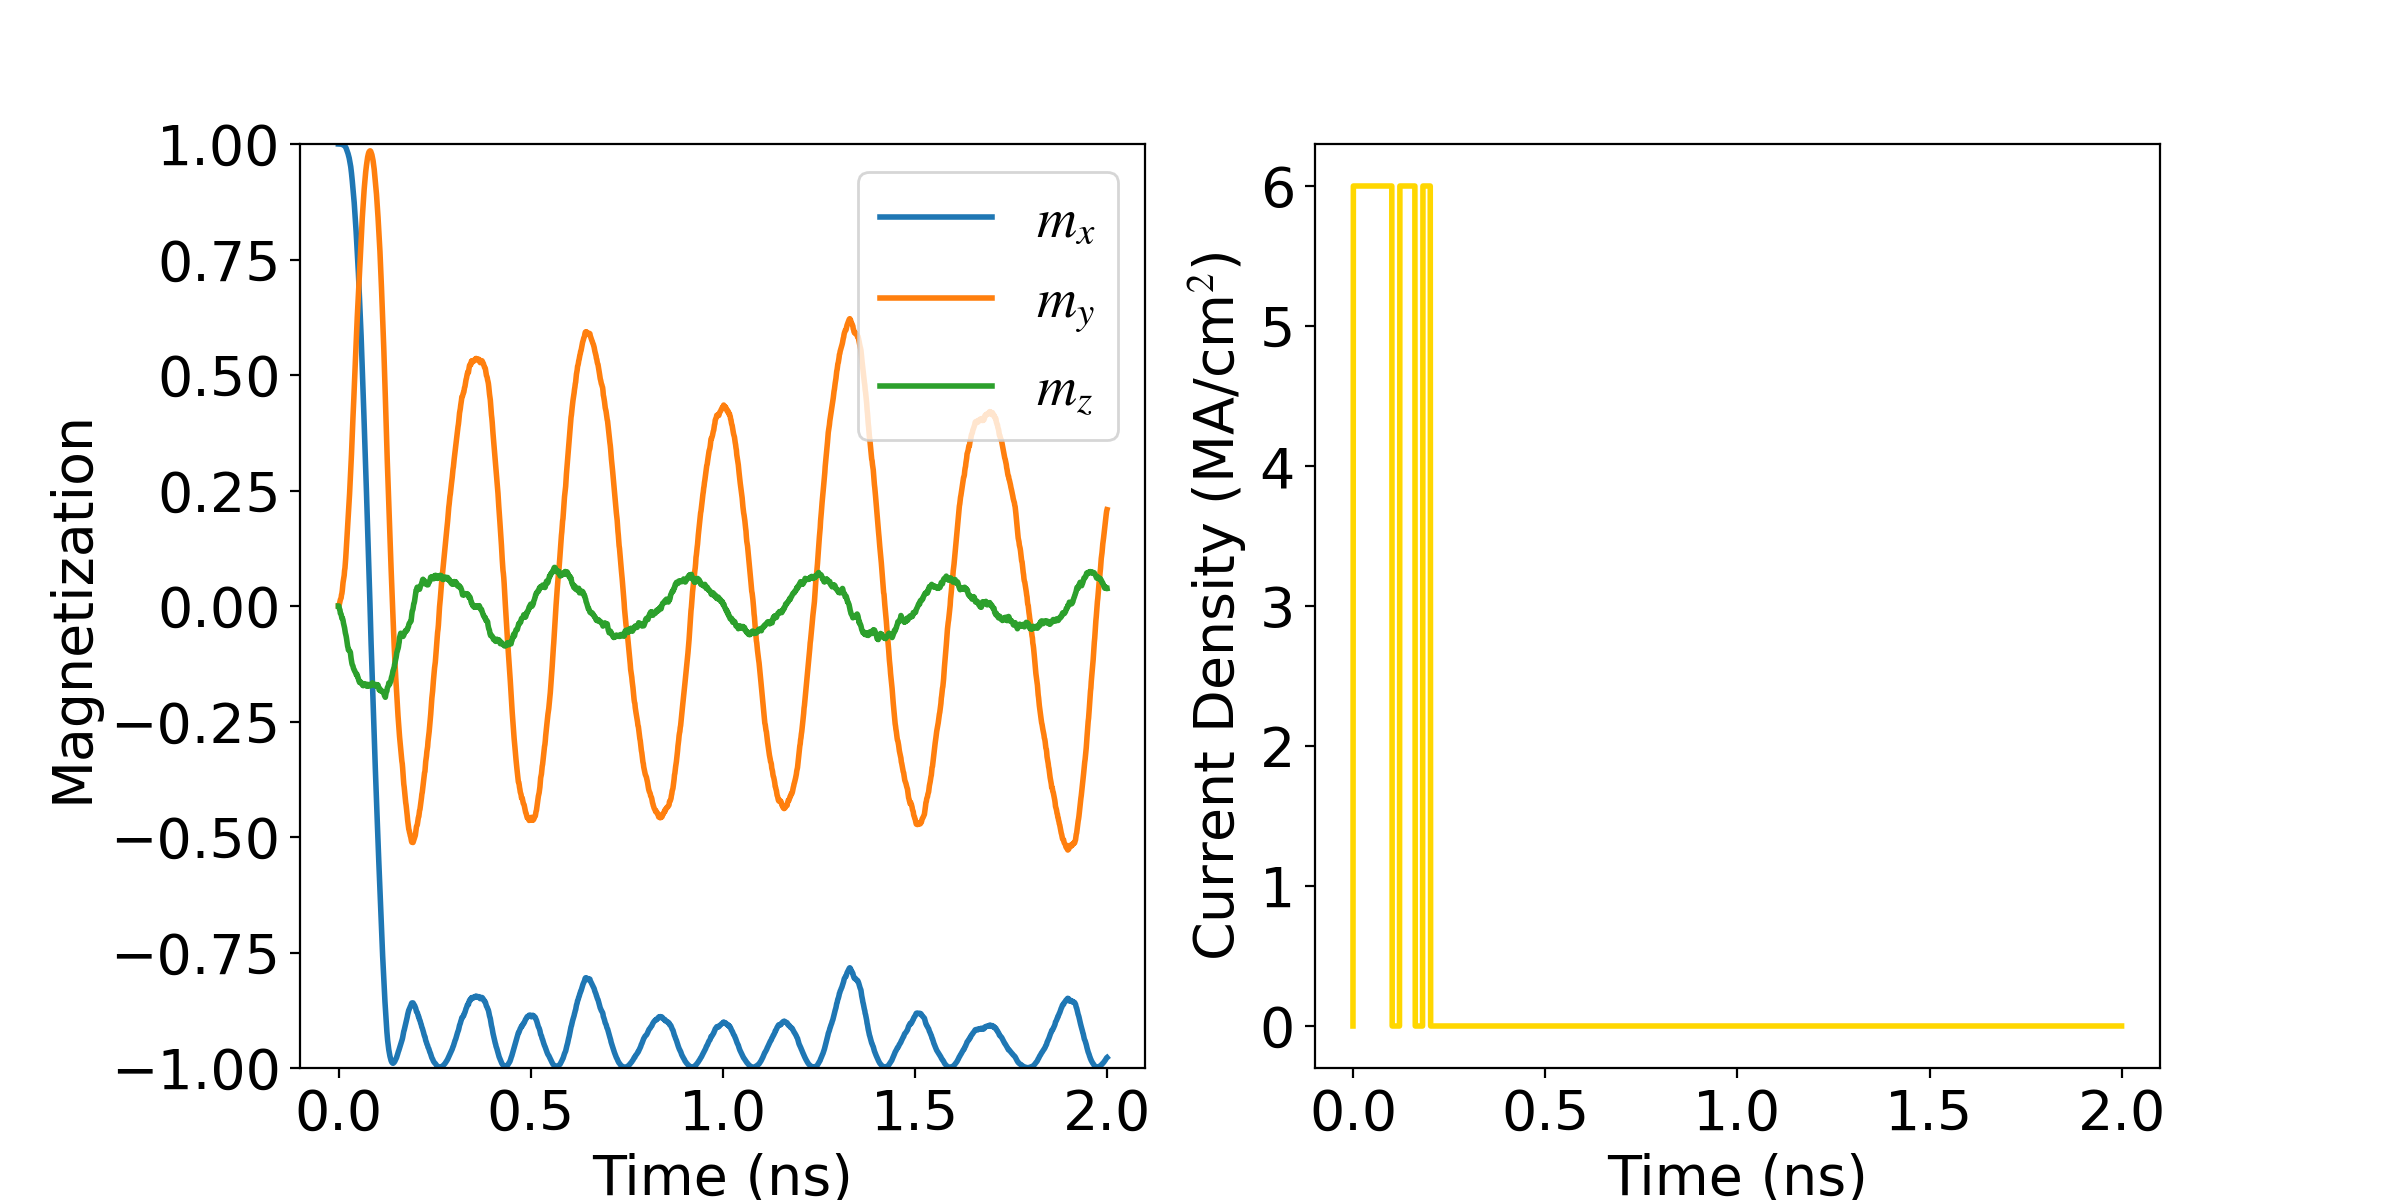 Magnetization
1.00
0.75
0.50
0.25
0.00
−0.25
−0.50
−0.75
−1.00
0.0 0.5 1.0 1.5 2.0
Time (ns)
m_x
m_y
m_z
Current Density (MA/cm²)
6
5
4
3
2
1
0
0.0 0.5 1.0 1.5 2.0
Time (ns)